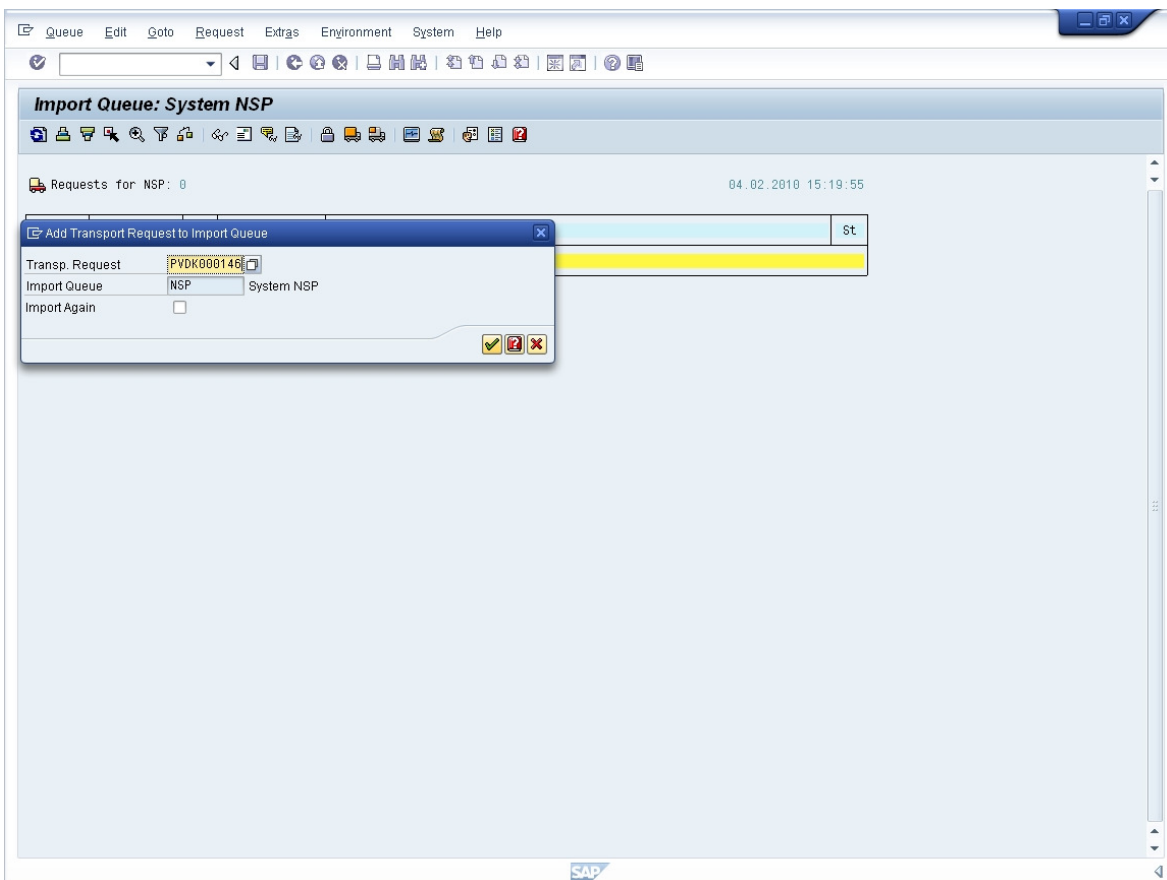 Queue Edit Goto Request Extras Environment System Help
Import Queue: System NSP
Requests for NSP: 0 04.02.2010 15:19:55
St
Add Transport Request to Import Queue
Transp. Request PVDK000146
Import Queue NSP System NSP
Import Again
SAP